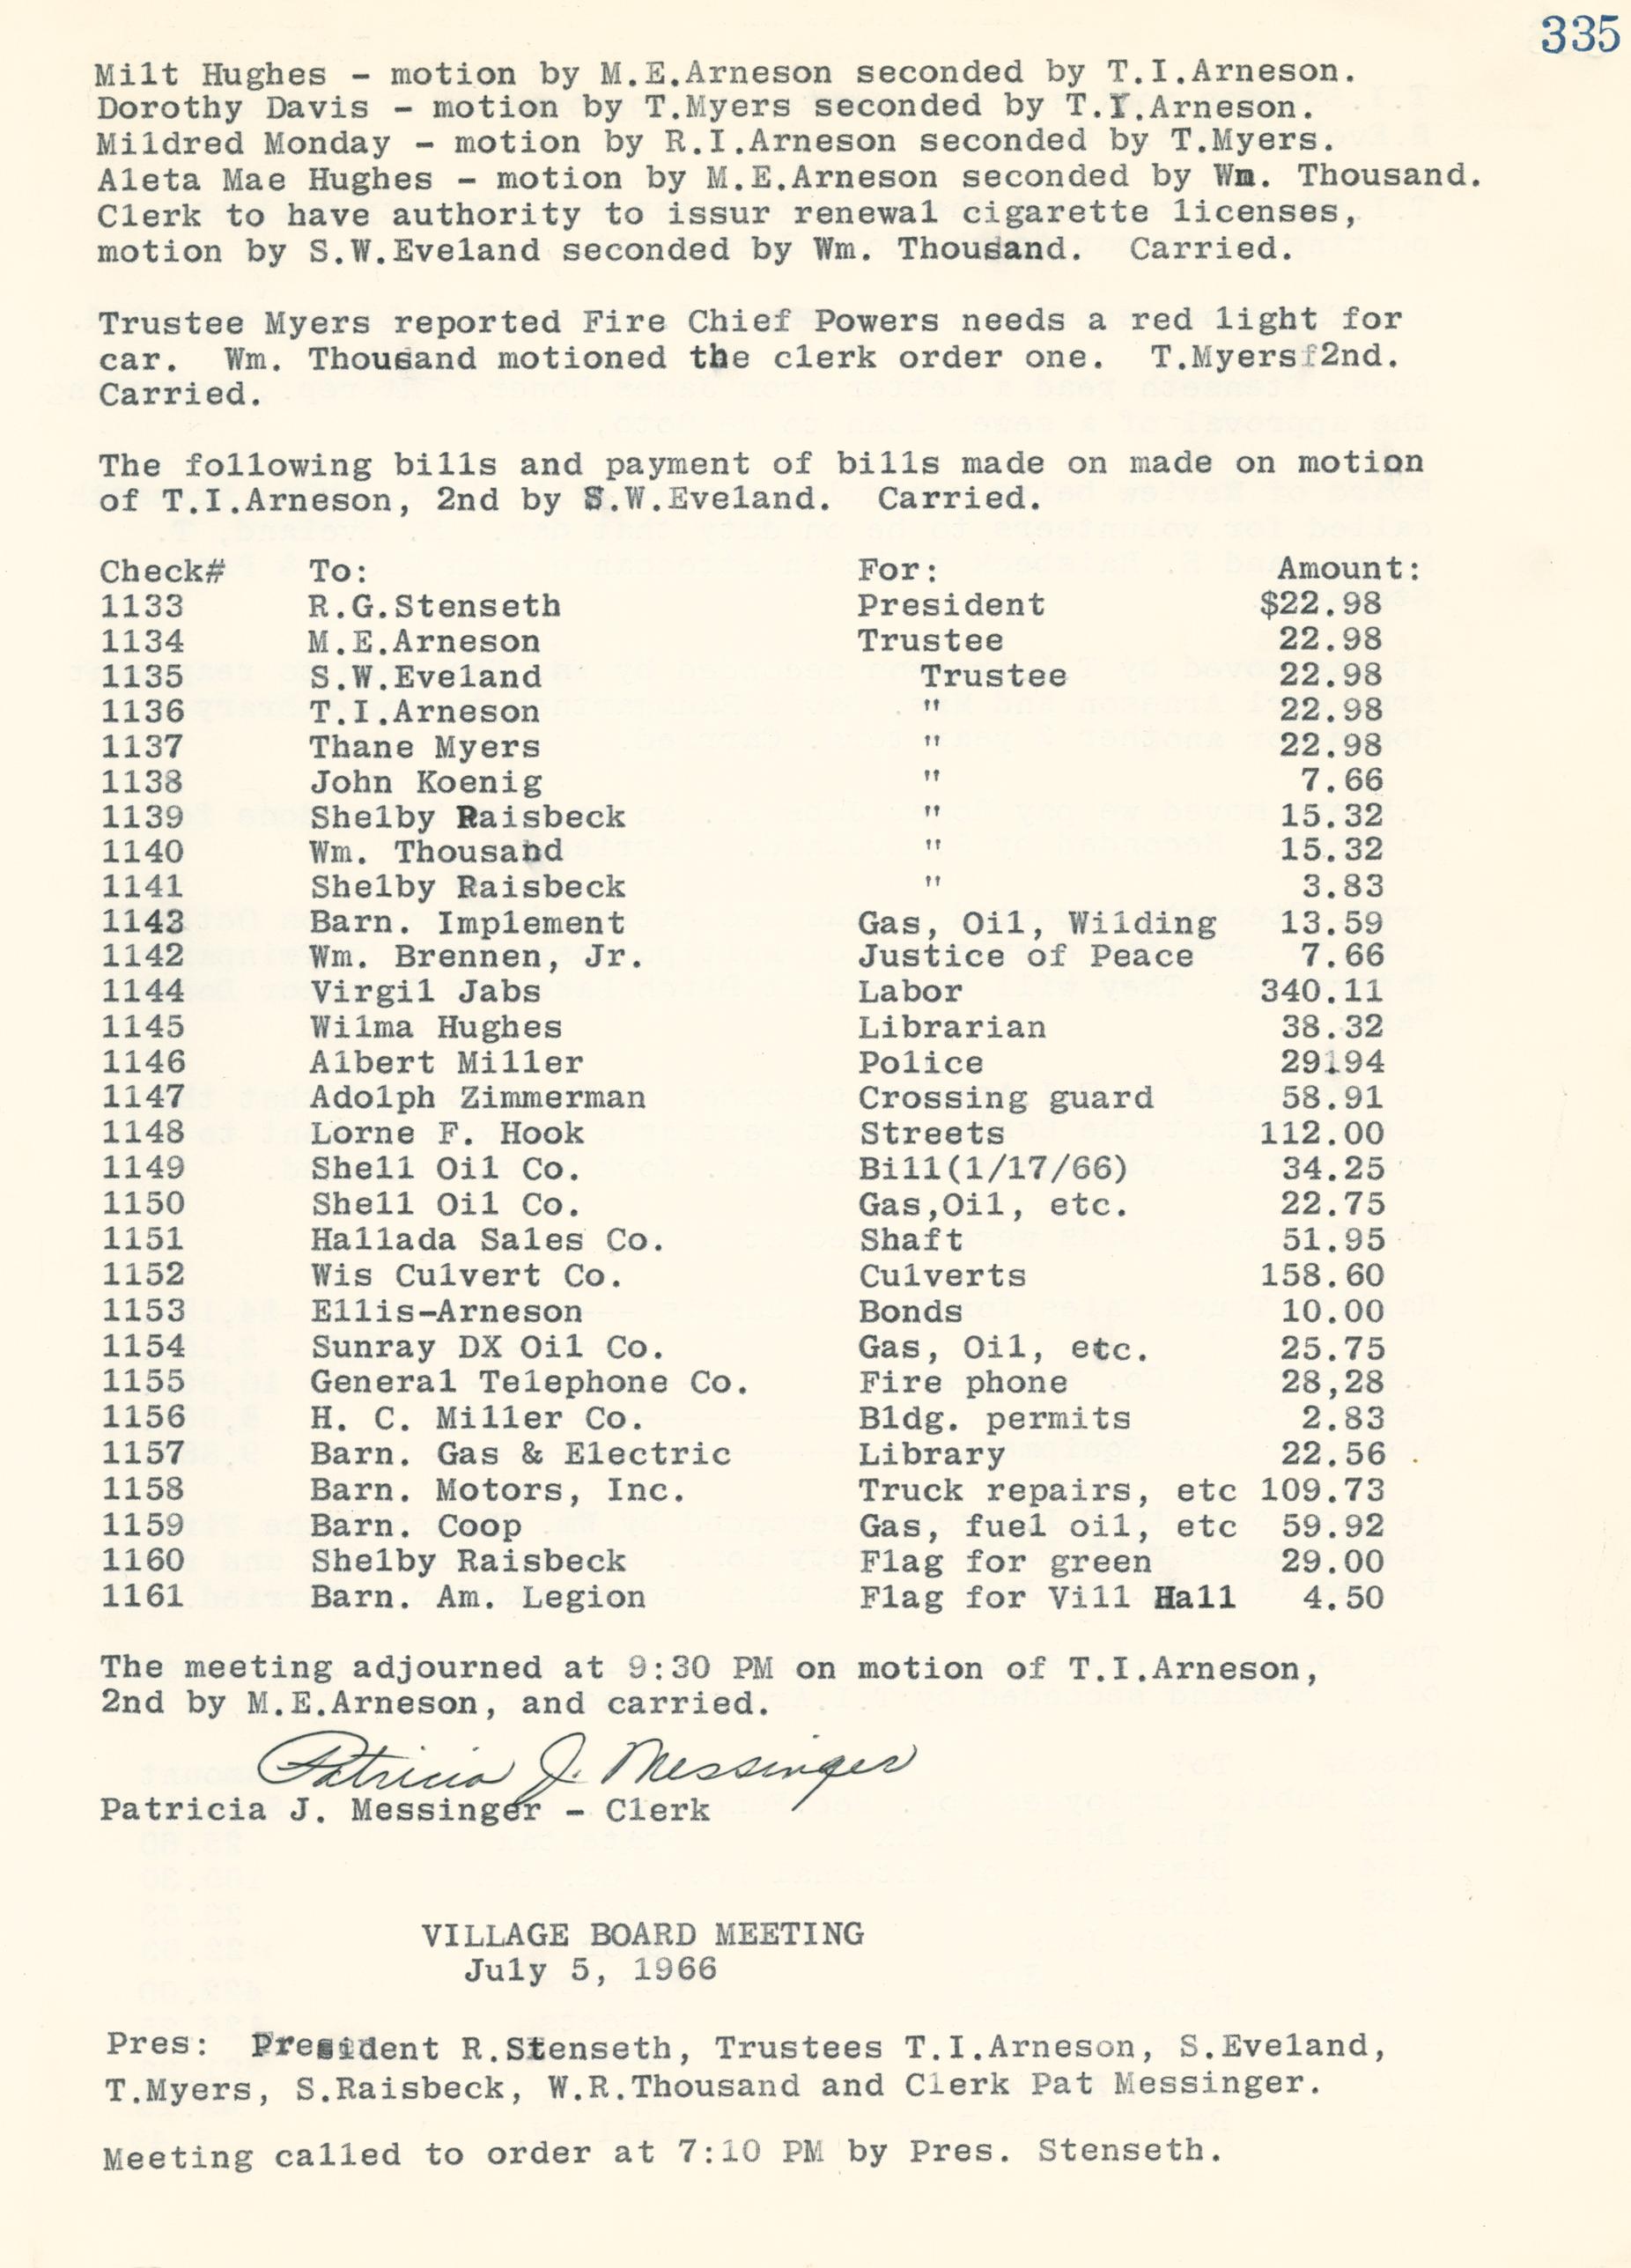 335
Milt Hughes - motion by M.E.Arneson seconded by T.I.Arneson.
Dorothy Davis - motion by T.Myers seconded by T.I.Arneson.
Mildred Monday - motion by R.I.Arneson seconded by T.Myers.
Aleta Mae Hughes - motion by M.E.Arneson seconded by Wm. Thousand.
Clerk to have authority to issur renewal cigarette licenses,
motion by S.W.Eveland seconded by Wm. Thousand.  Carried.

Trustee Myers reported Fire Chief Powers needs a red light for
car.  Wm. Thousand motioned the clerk order one.  T.Myersf2nd.
Carried.

The following bills and payment of bills made on made on motion
of T.I.Arneson, 2nd by S.W.Eveland.  Carried.

Check# To: For: Amount:
1133 R.G.Stenseth President $22.98
1134 M.E.Arneson Trustee 22.98
1135 S.W.Eveland Trustee 22.98
1136 T.I.Arneson " 22.98
1137 Thane Myers " 22.98
1138 John Koenig " 7.66
1139 Shelby Raisbeck " 15.32
1140 Wm. Thousand " 15.32
1141 Shelby Raisbeck " 3.83
1143 Barn. Implement Gas, Oil, Wilding 13.59
1142 Wm. Brennen, Jr. Justice of Peace 7.66
1144 Virgil Jabs Labor 340.11
1145 Wilma Hughes Librarian 38.32
1146 Albert Miller Police 29194
1147 Adolph Zimmerman Crossing guard 58.91
1148 Lorne F. Hook Streets 112.00
1149 Shell Oil Co. Bill(1/17/66) 34.25
1150 Shell Oil Co. Gas,Oil, etc. 22.75
1151 Hallada Sales Co. Shaft 51.95
1152 Wis Culvert Co. Culverts 158.60
1153 Ellis-Arneson Bonds 10.00
1154 Sunray DX Oil Co. Gas, Oil, etc. 25.75
1155 General Telephone Co. Fire phone 28,28
1156 H. C. Miller Co. Bldg. permits 2.83
1157 Barn. Gas & Electric Library 22.56
1158 Barn. Motors, Inc. Truck repairs, etc 109.73
1159 Barn. Coop Gas, fuel oil, etc 59.92
1160 Shelby Raisbeck Flag for green 29.00
1161 Barn. Am. Legion Flag for Vill Hall 4.50

The meeting adjourned at 9:30 PM on motion of T.I.Arneson,
2nd by M.E.Arneson, and carried.
Patricia J. Messinger
Patricia J. Messinger - Clerk

VILLAGE BOARD MEETING
July 5, 1966

Pres:  President R.Stenseth, Trustees T.I.Arneson, S.Eveland,
T.Myers, S.Raisbeck, W.R.Thousand and Clerk Pat Messinger.

Meeting called to order at 7:10 PM by Pres. Stenseth.